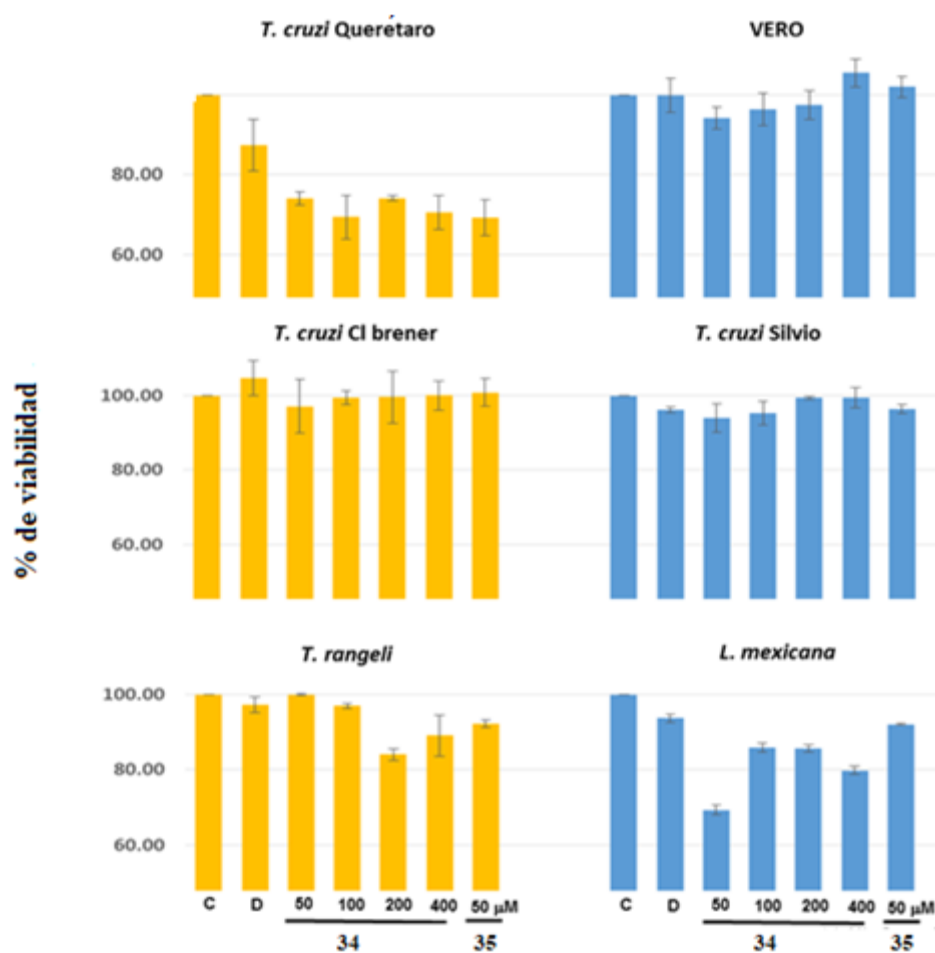 T. cruzi Querétaro
VERO
80.00
60.00
T. cruzi Cl brener
T. cruzi Silvio
% de viabilidad
100.00
80.00
60.00
T. rangeli
L. mexicana
100.00
80.00
60.00
C D 50 100 200 400 50 μM
C D 50 100 200 400 50 μM
34 35
34 35